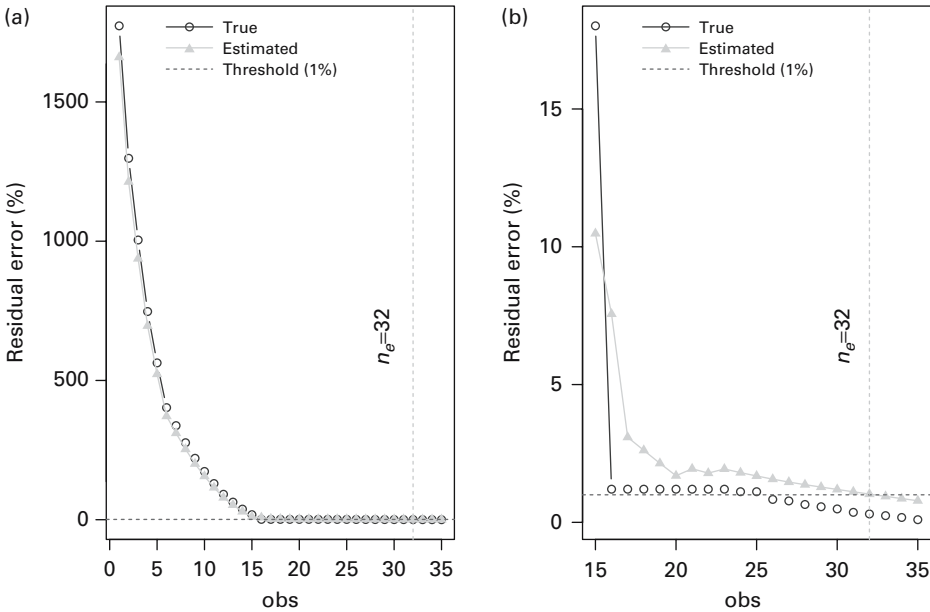 (a)
True
Estimated
Threshold (1%)
1500
1000
500
0
Residual error (%)
n_e=32
0 5 10 15 20 25 30 35
obs
(b)
True
Estimated
Threshold (1%)
15
10
5
0
Residual error (%)
n_e=32
15 20 25 30 35
obs